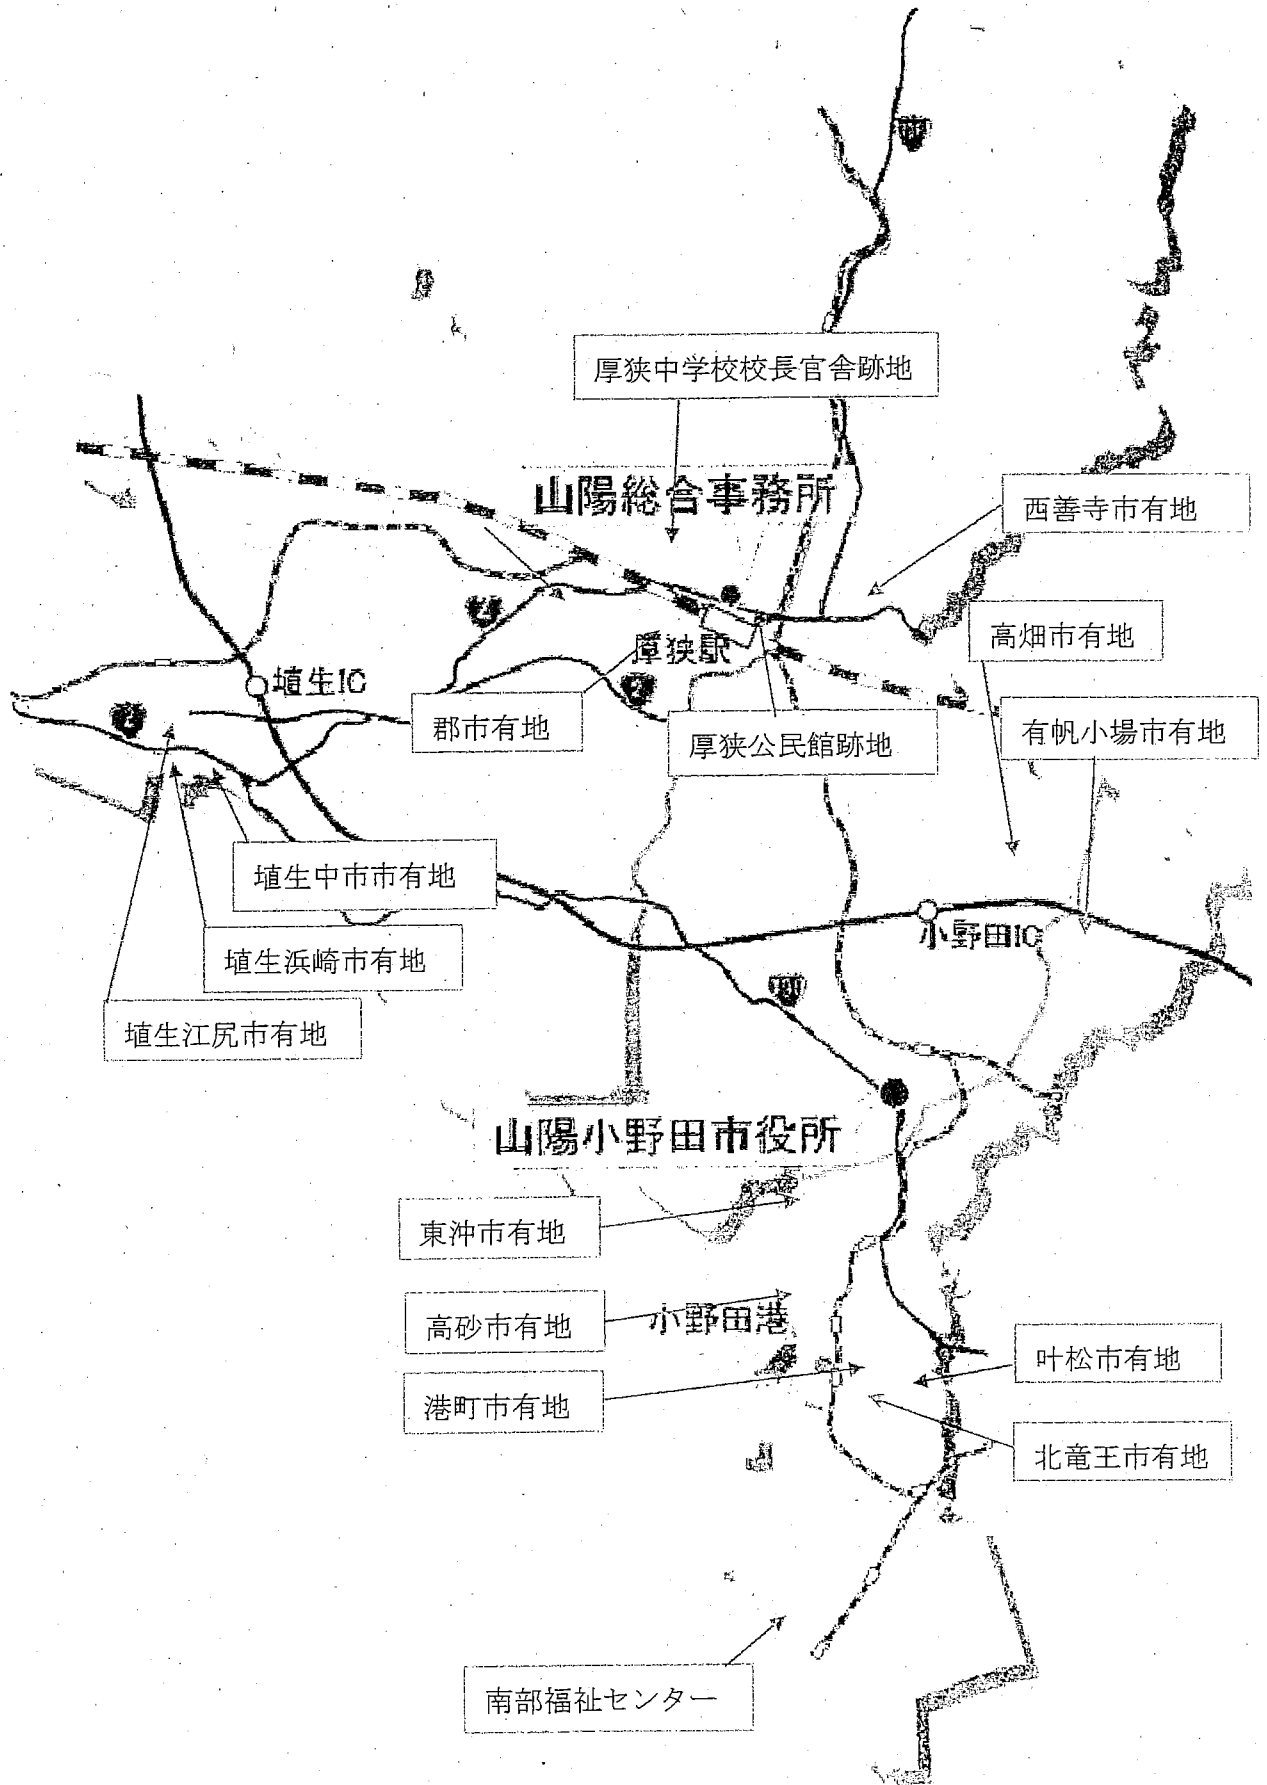 厚狭中学校校長官舎跡地
山陽総合事務所
西善寺市有地
2
高畑市有地
厚狭駅
埴生IC
2
2
郡市有地
厚狭公民館跡地
有帆小場市有地
埴生中市市有地
小野田IC
埴生浜崎市有地
埴生江尻市有地
山陽小野田市役所
東沖市有地
高砂市有地
小野田港
叶松市有地
港町市有地
北竜王市有地
南部福祉センター